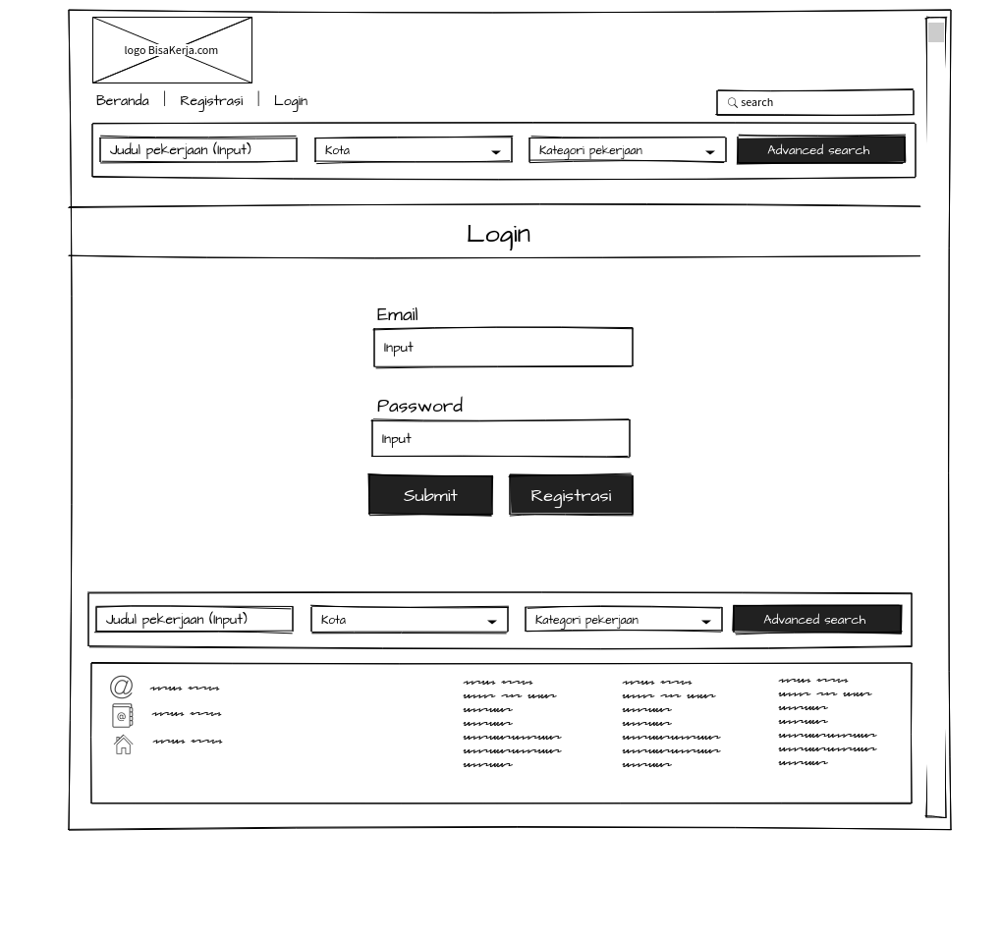 logo BisaKerja.com
Beranda | Registrasi | Login
search
Judul pekerjaan (Input) Kota Kategori pekerjaan Advanced search
Login
Email
Input
Password
Input
Submit Registrasi
Judul pekerjaan (Input) Kota Kategori pekerjaan Advanced search